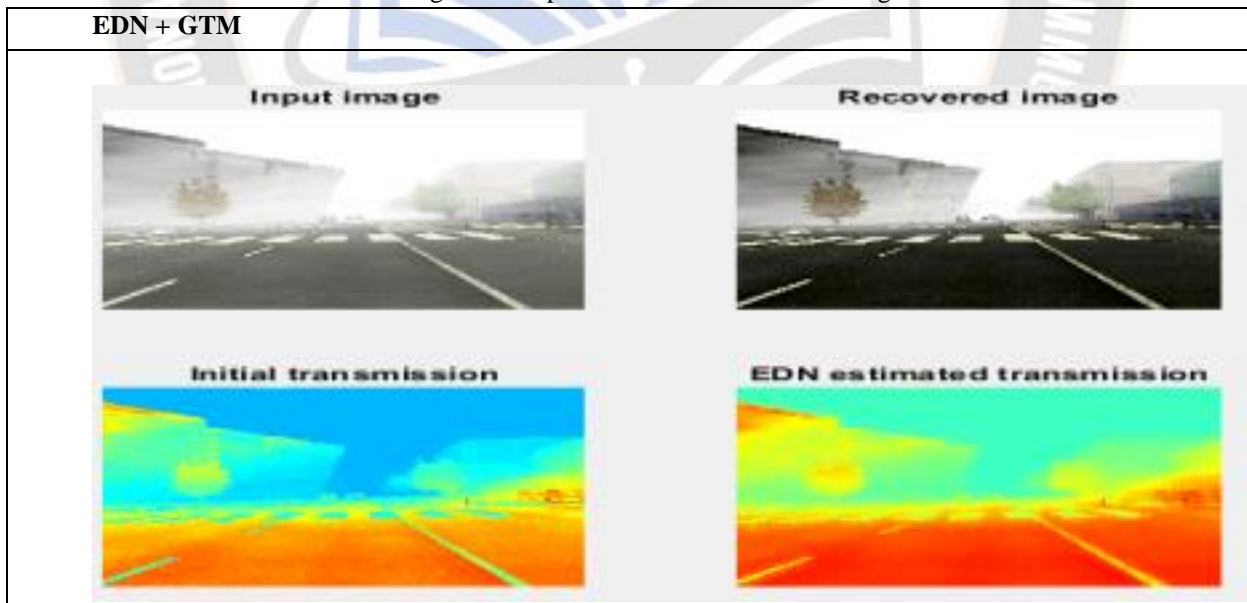 EDN + GTM
Input image Recovered image
Initial transmission EDN estimated transmission